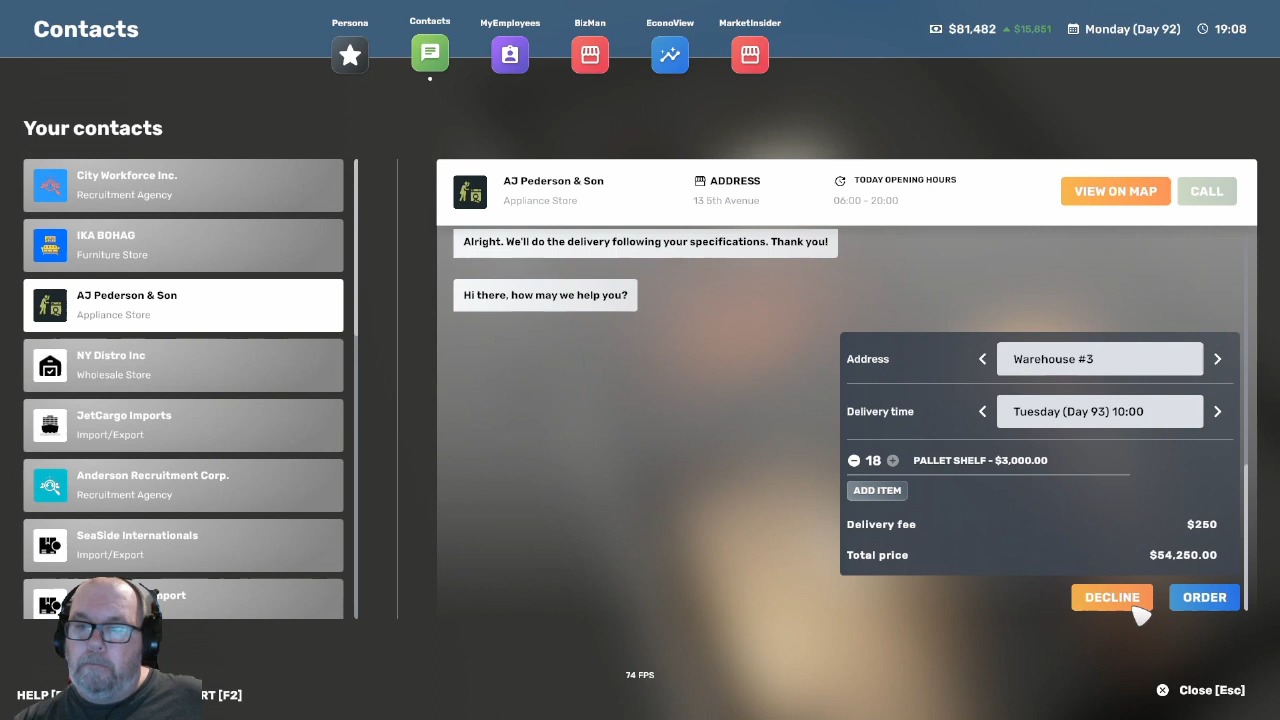 Contacts
Persona
Contacts
MyEmployees
BizMan
EconoView
MarketInsider
$81,482
$15,851
Monday (Day 92)
19:08
Your contacts
City Workforce Inc.
Recruitment Agency
IKA BOHAG
Furniture Store
AJ Pederson & Son
Appliance Store
NY Distro Inc
Wholesale Store
JetCargo Imports
Import/Export
Anderson Recruitment Corp.
Recruitment Agency
SeaSide Internationals
Import/Export
AJ Pederson & Son
Appliance Store
ADDRESS
13 5th Avenue
TODAY OPENING HOURS
06:00 - 20:00
VIEW ON MAP
CALL
Alright. We'll do the delivery following your specifications. Thank you!
Hi there, how may we help you?
Address
Warehouse #3
Delivery time
Tuesday (Day 93) 10:00
18 PALLET SHELF - $3,000.00
ADD ITEM
Delivery fee $250
Total price $54,250.00
DECLINE
ORDER
74 FPS
HELP
RT [F2]
Close [Esc]